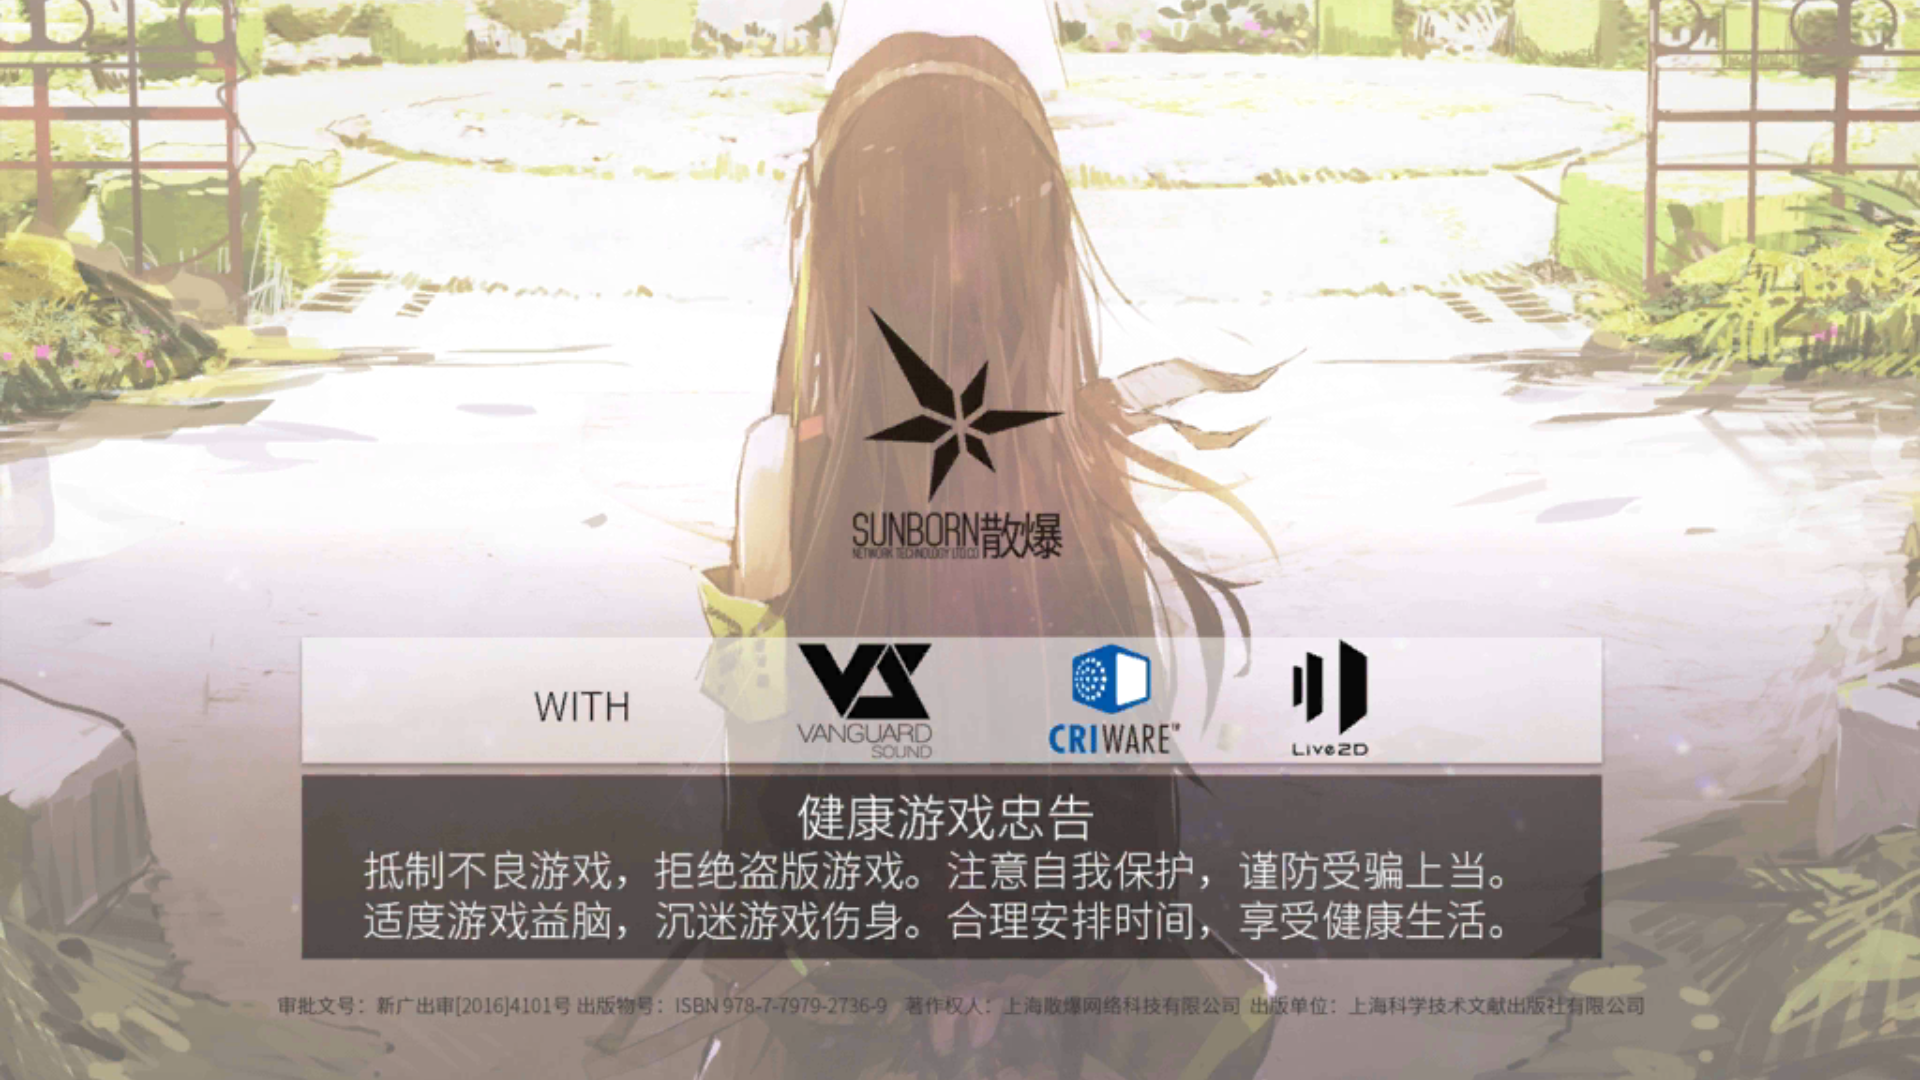 SUNBORN散爆
NETWORK TECHNOLOGY LTD.CO
WITH
VANGUARD
SOUND
CRIWARE™
Live2D
健康游戏忠告
抵制不良游戏，拒绝盗版游戏。注意自我保护，谨防受骗上当。
适度游戏益脑，沉迷游戏伤身。合理安排时间，享受健康生活。
审批文号：新广出审[2016]4101号 出版物号：ISBN 978-7-7979-2736-9 著作权人：上海散爆网络科技有限公司 出版单位：上海科学技术文献出版社有限公司